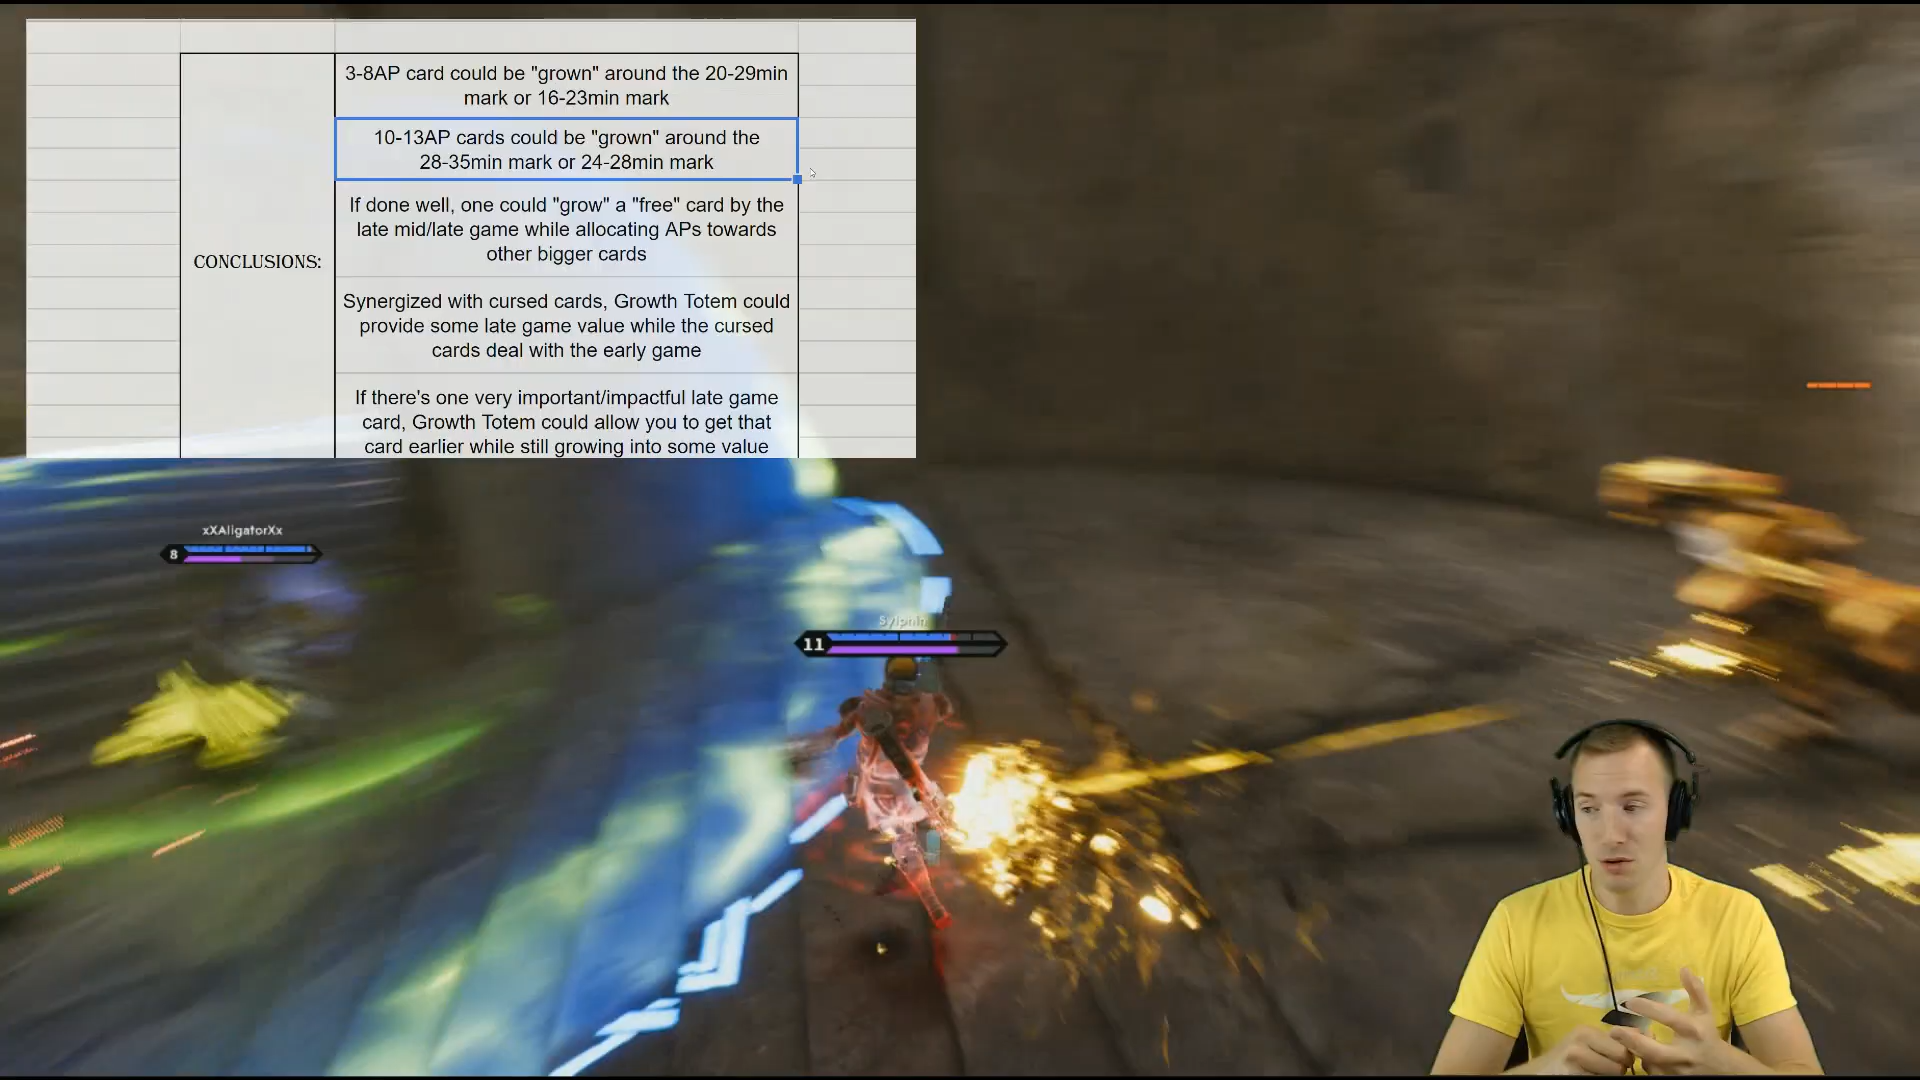 3-8AP card could be "grown" around the 20-29min
mark or 16-23min mark
10-13AP cards could be "grown" around the
28-35min mark or 24-28min mark
If done well, one could "grow" a "free" card by the
late mid/late game while allocating APs towards
other bigger cards
CONCLUSIONS:
Synergized with cursed cards, Growth Totem could
provide some late game value while the cursed
cards deal with the early game
If there's one very important/impactful late game
card, Growth Totem could allow you to get that
card earlier while still growing into some value
xXAligatorXx
8
Sylphin
11